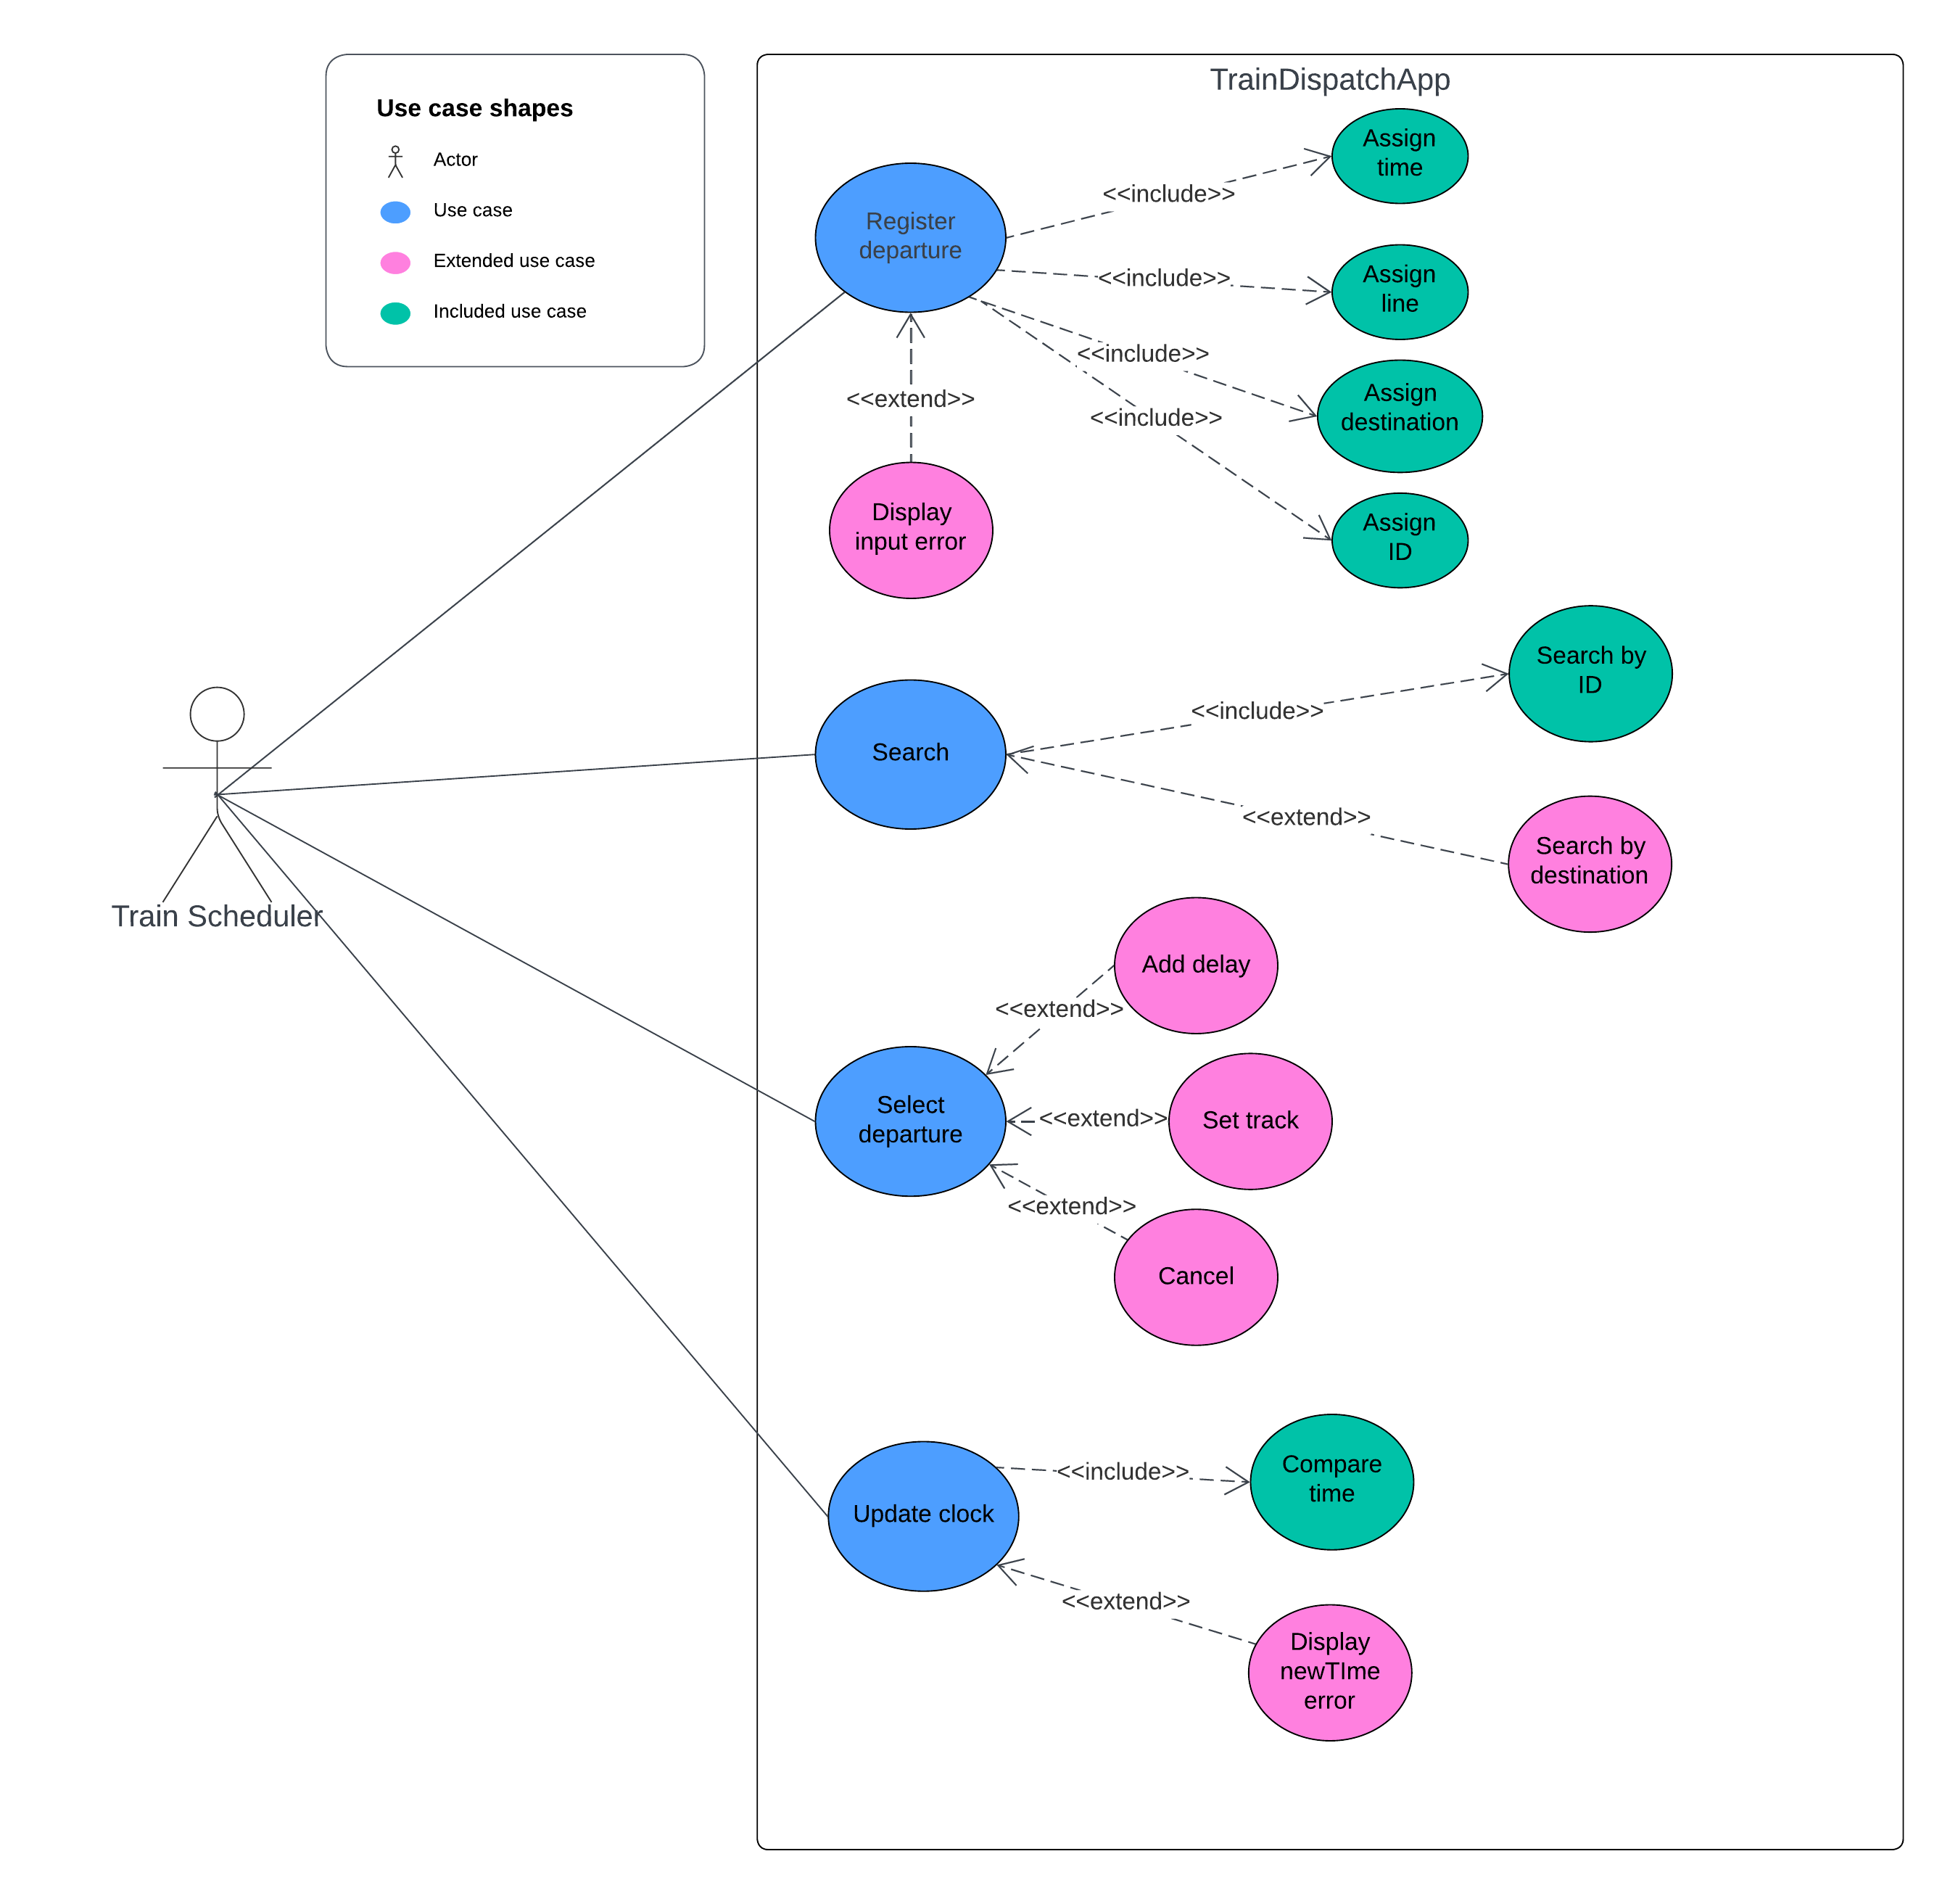 Use case shapes
Actor
Use case
Extended use case
Included use case
TrainDispatchApp
Register
departure
<<include>>
Assign
time
<<include>>
Assign
line
<<include>>
Assign
destination
<<include>>
Assign
ID
<<extend>>
Display
input error
Train Scheduler
Search
<<include>>
Search by
ID
<<extend>>
Search by
destination
Select
departure
<<extend>>
Add delay
<<extend>>
Set track
<<extend>>
Cancel
Update clock
<<include>>
Compare
time
<<extend>>
Display
newTIme
error